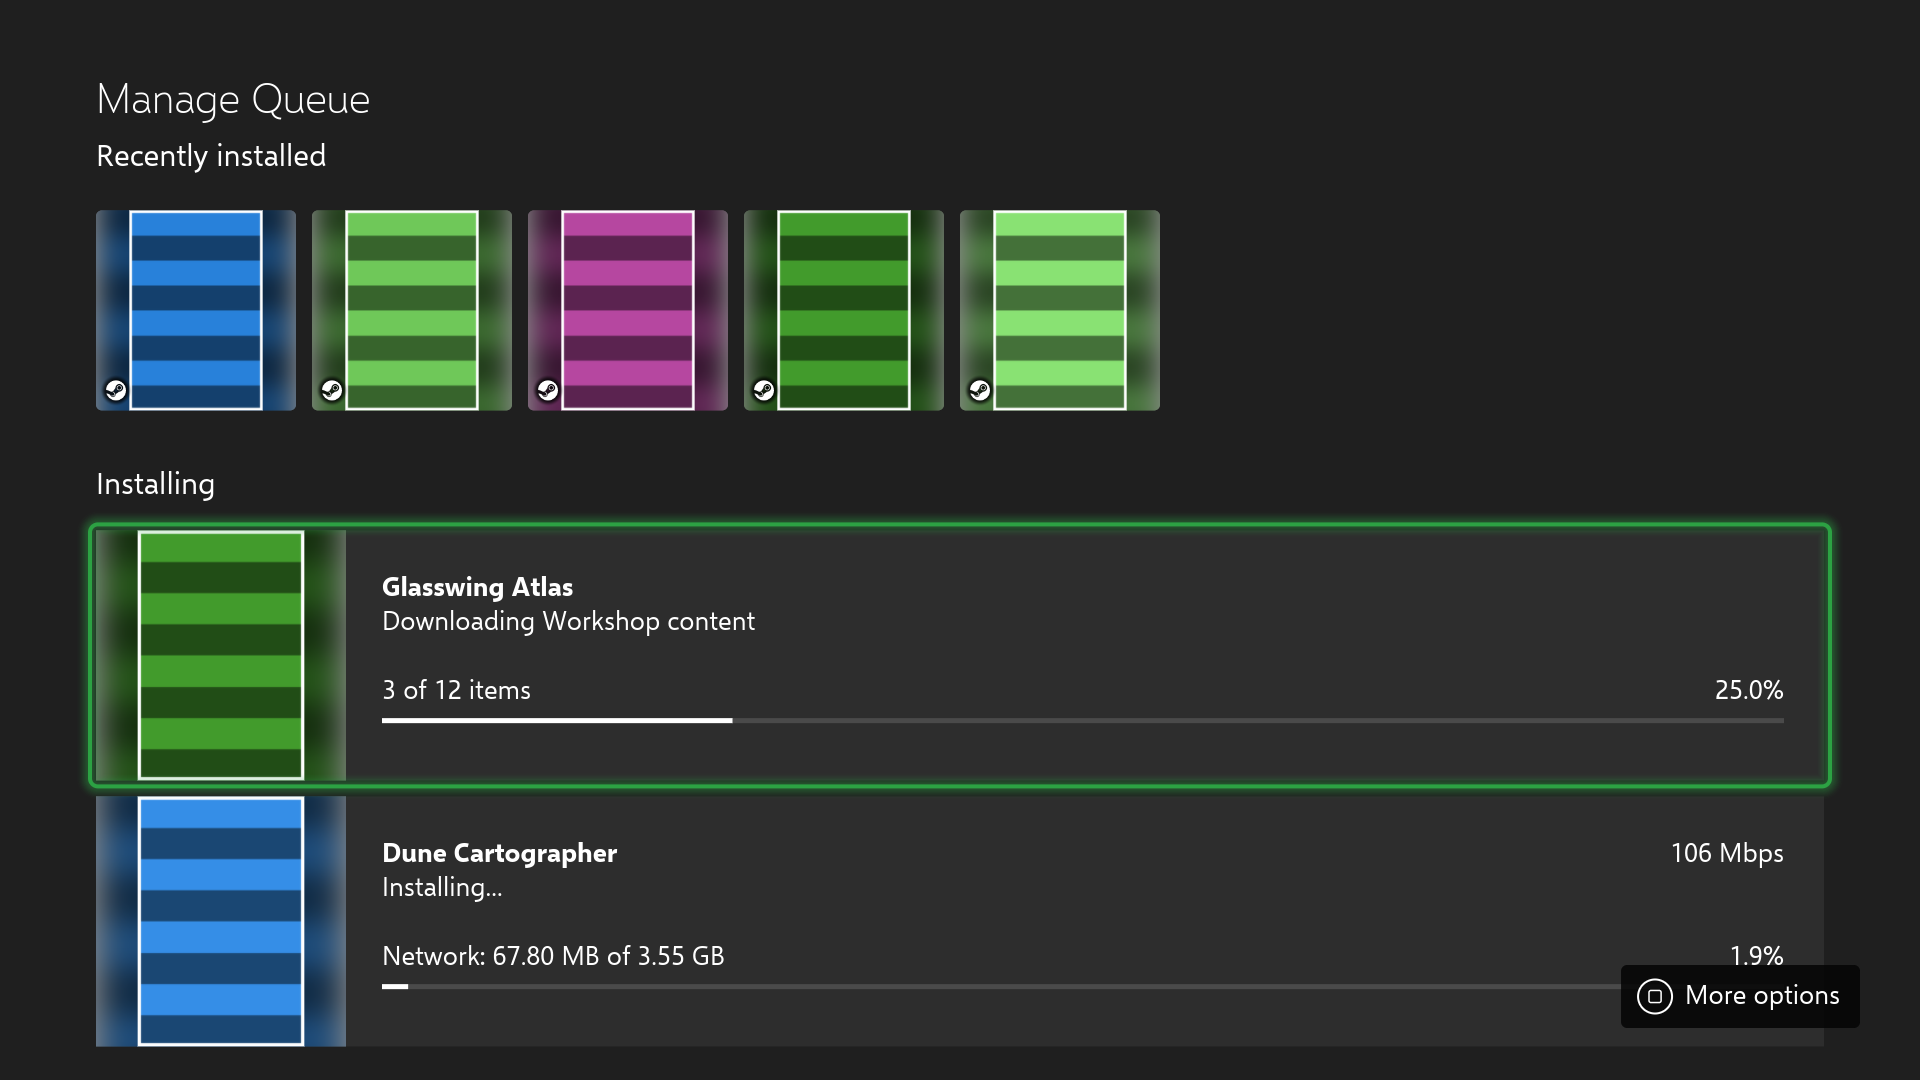 Manage Queue
Recently installed
Installing
Glasswing Atlas
Downloading Workshop content
3 of 12 items
25.0%
Dune Cartographer
106 Mbps
Installing...
Network: 67.80 MB of 3.55 GB
1.9%
More options